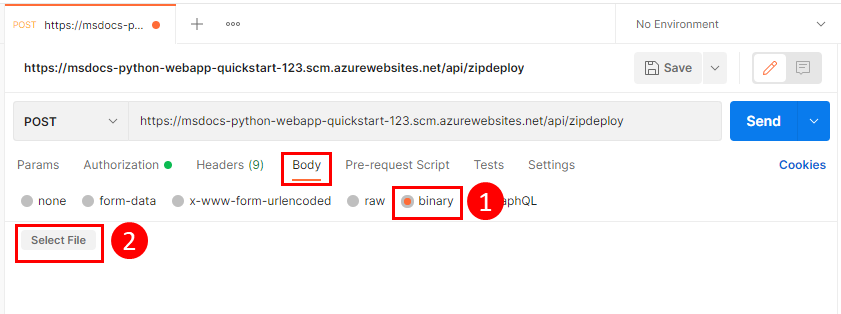 POST https://msdocs-p... No Environment
https://msdocs-python-webapp-quickstart-123.scm.azurewebsites.net/api/zipdeploy Save
POST https://msdocs-python-webapp-quickstart-123.scm.azurewebsites.net/api/zipdeploy Send
Params Authorization Headers (9) Body Pre-request Script Tests Settings Cookies
none form-data x-www-form-urlencoded raw binary 1 aphQL
Select File 2